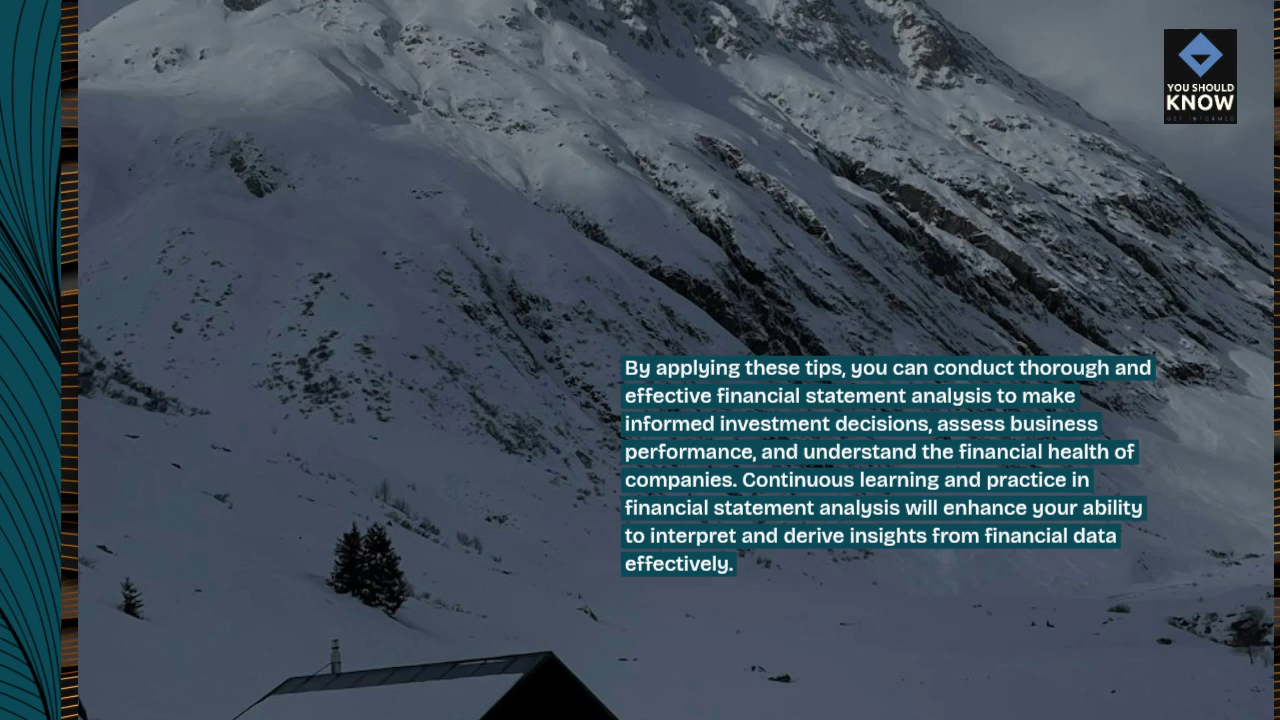 YOU SHOULD
KNOW
GET INFORMED
By applying these tips, you can conduct thorough and
effective financial statement analysis to make
informed investment decisions, assess business
performance, and understand the financial health of
companies. Continuous learning and practice in
financial statement analysis will enhance your ability
to interpret and derive insights from financial data
effectively.